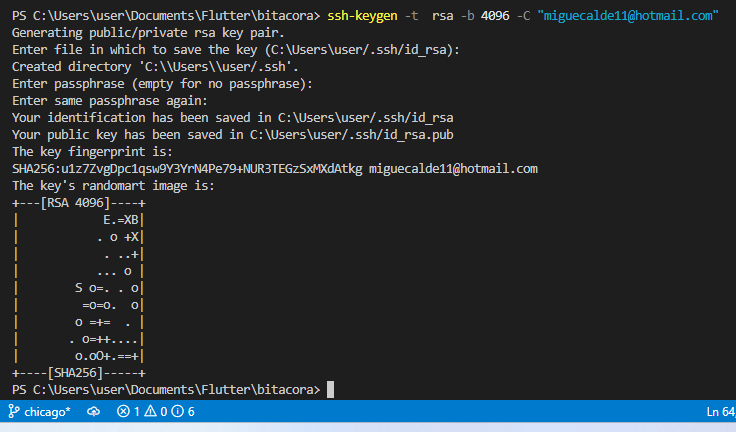 PS C:\Users\user\Documents\Flutter\bitacora> ssh-keygen -t  rsa -b 4096 -C "miguecalde11@hotmail.com"
Generating public/private rsa key pair.
Enter file in which to save the key (C:\Users\user/.ssh/id_rsa):
Created directory 'C:\\Users\\user/.ssh'.
Enter passphrase (empty for no passphrase):
Enter same passphrase again:
Your identification has been saved in C:\Users\user/.ssh/id_rsa
Your public key has been saved in C:\Users\user/.ssh/id_rsa.pub
The key fingerprint is:
SHA256:u1z7ZvgDpc1qsw9Y3YrN4Pe79+NUR3TEGzSxMXdAtkg miguecalde11@hotmail.com
The key's randomart image is:
+---[RSA 4096]----+
|           E.=XB|
|          . o +X|
|           . ..+|
|          ... o |
|       S o=. . o|
|        =o=o.  o|
|       o =+=  . |
|      . o=++....|
|       o.oO+.==+|
+----[SHA256]-----+
PS C:\Users\user\Documents\Flutter\bitacora>
chicago* 1 0 6 Ln 64,